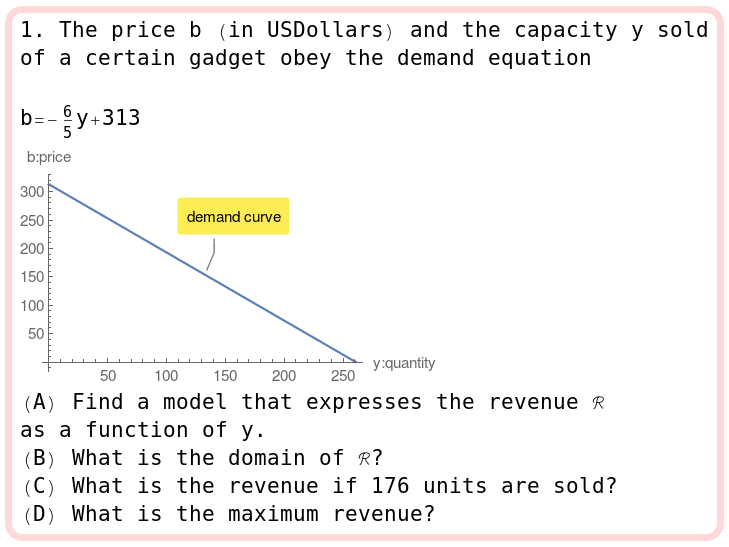 1. The price b (in USDollars) and the capacity y sold
of a certain gadget obey the demand equation
b=-6/5 y+313
b:price
300
250
200
150
100
50
demand curve
50 100 150 200 250
y:quantity
(A) Find a model that expresses the revenue ℛ
as a function of y.
(B) What is the domain of ℛ?
(C) What is the revenue if 176 units are sold?
(D) What is the maximum revenue?